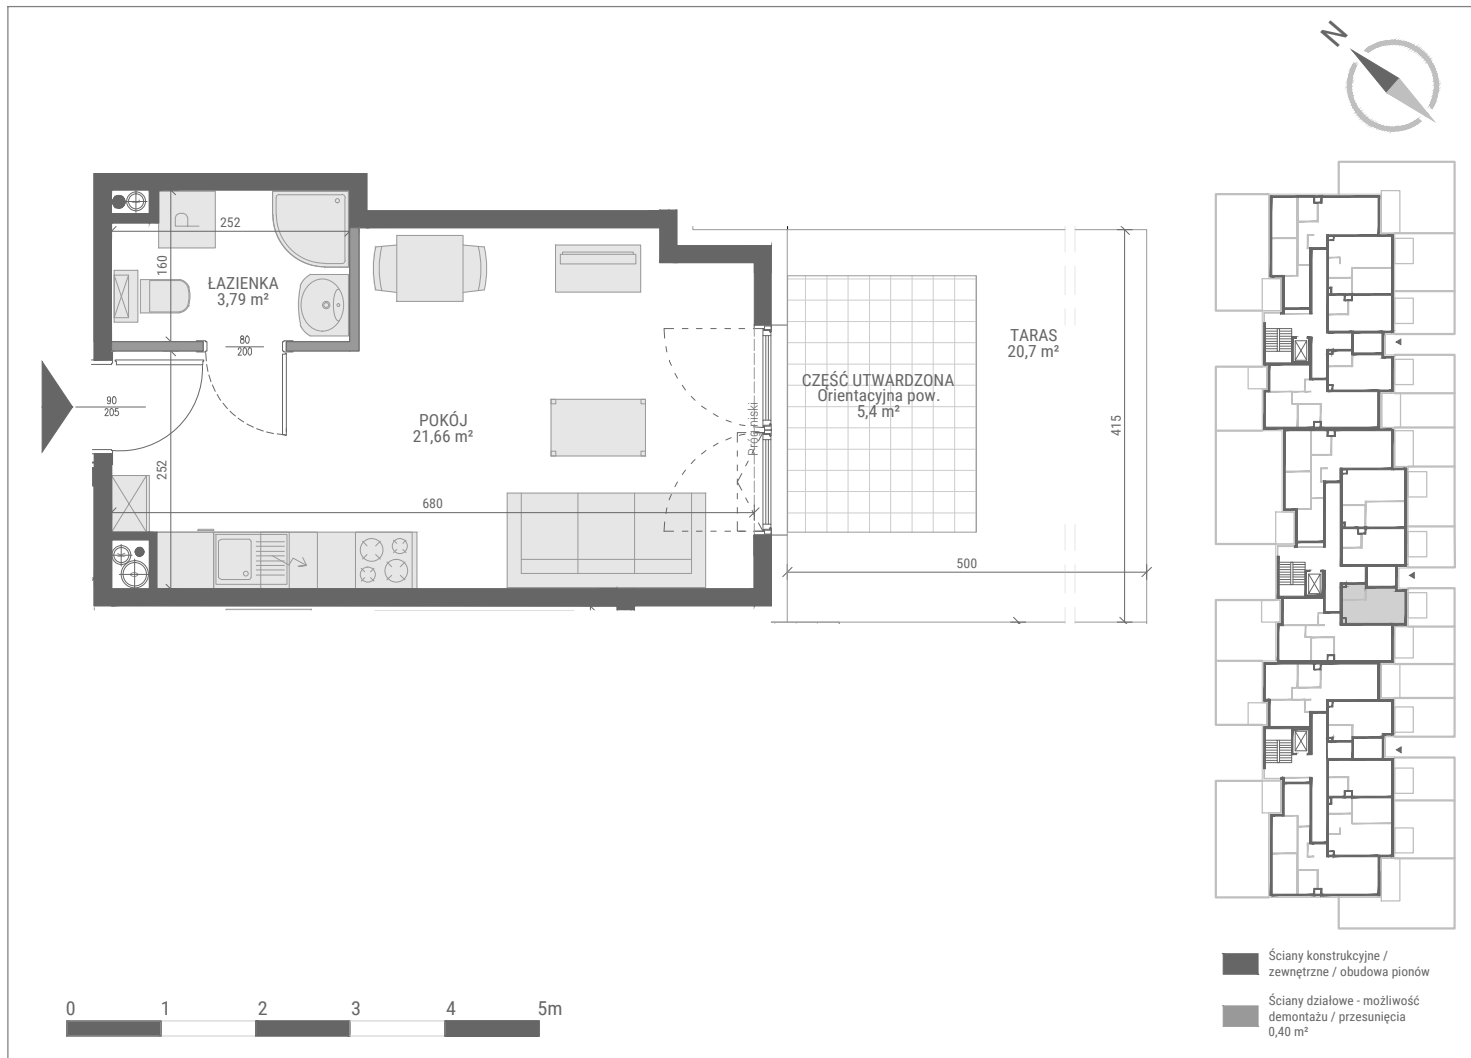 N
252
160
P
ŁAZIENKA
3,79 m²
80
200
90
205
252
POKÓJ
21,66 m²
680
Próg niski
CZĘŚĆ UTWARDZONA
Orientacyjna pow.
5,4 m²
TARAS
20,7 m²
415
500
0 1 2 3 4 5m
Ściany konstrukcyjne /
zewnętrzne / obudowa pionów
Ściany działowe - możliwość
demontażu / przesunięcia
0,40 m²